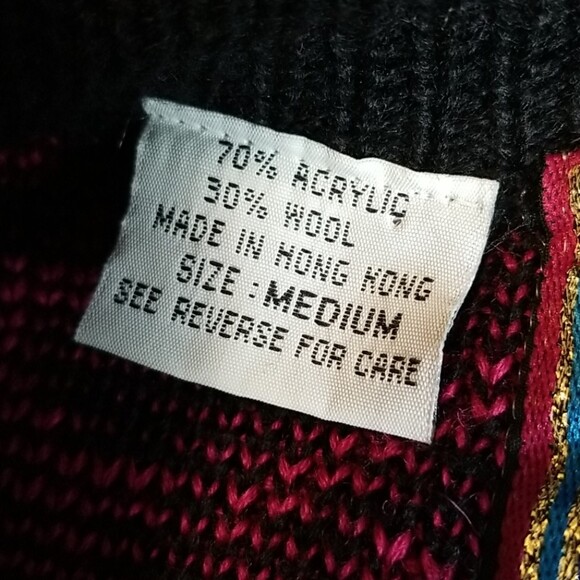 70% ACRYLIC
30% WOOL
MADE IN HONG KONG
SIZE : MEDIUM
SEE REVERSE FOR CARE